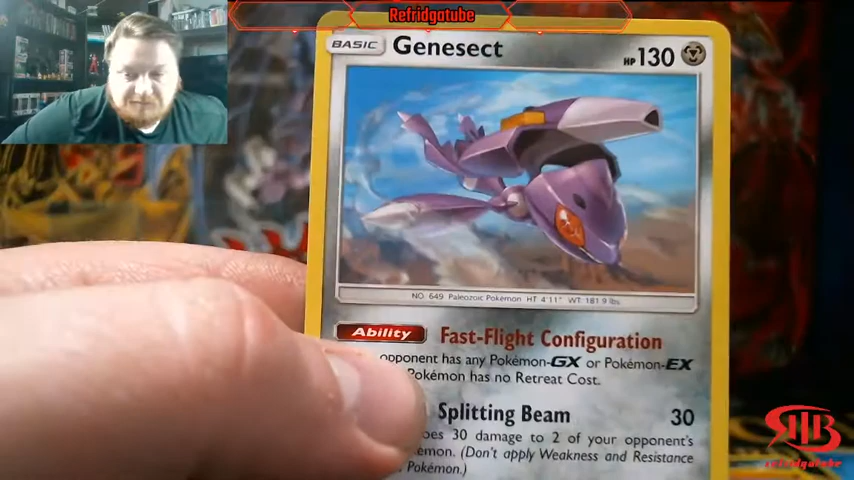 Refridgatube
BASIC Genesect HP 130
NO. 649 Paleozoic Pokémon HT 4'11" WT 181.9 lbs.
Ability Fast-Flight Configuration
opponent has any Pokémon-GX or Pokémon-EX
Pokémon has no Retreat Cost.
Splitting Beam 30
30 damage to 2 of your opponent's
(Don't apply Weakness and Resistance
Pokémon.)
refridgatube